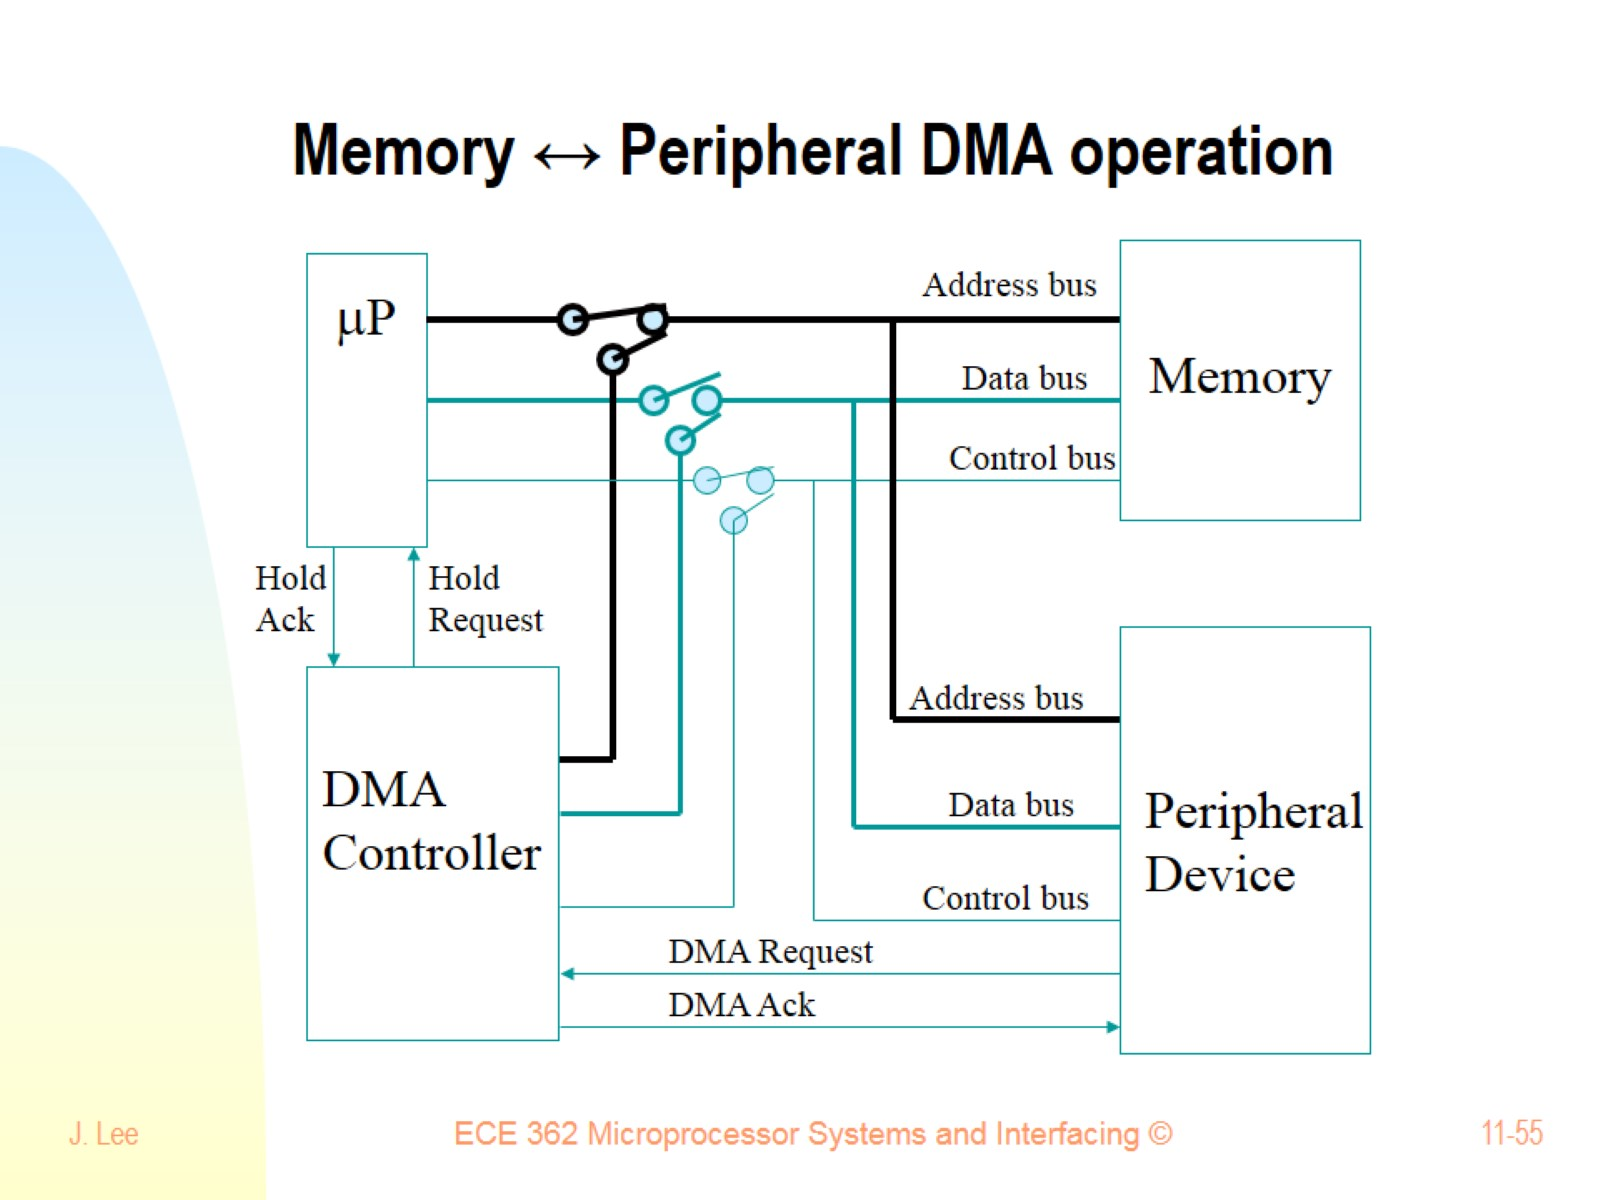 Memory ↔ Peripheral DMA operation
μP
Address bus
Data bus
Control bus
Memory
Hold
Ack
Hold
Request
DMA
Controller
Address bus
Data bus
Control bus
Peripheral
Device
DMA Request
DMA Ack
J. Lee
ECE 362 Microprocessor Systems and Interfacing ©
11-55